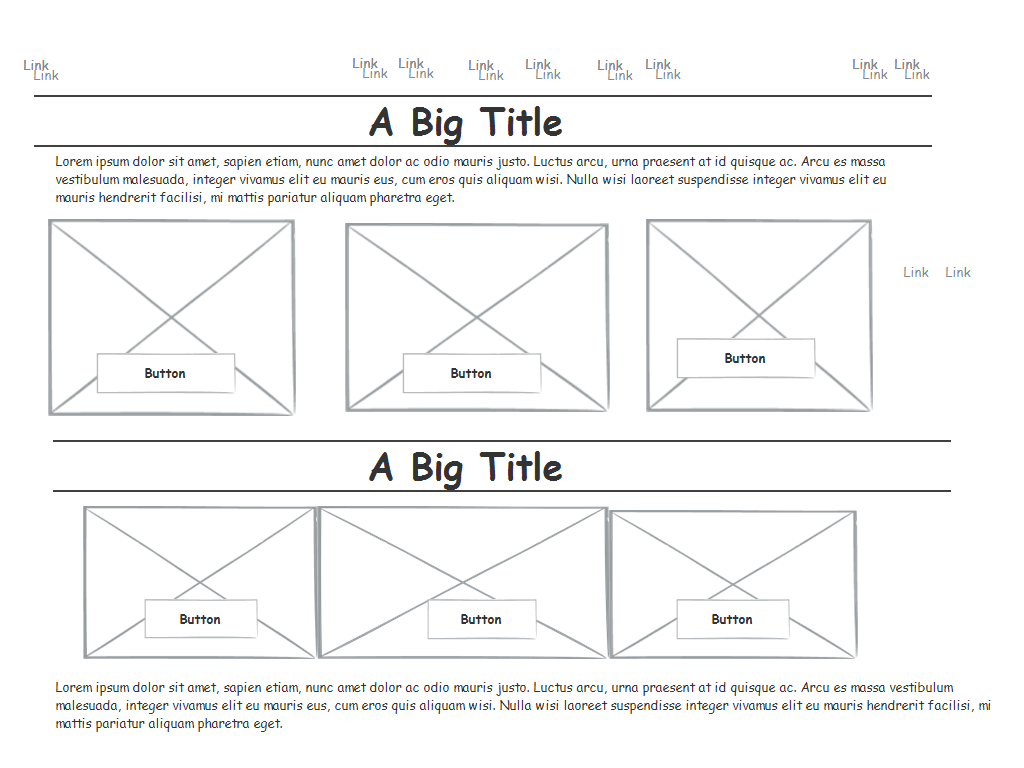 Link Link Link Link Link Link Link Link Link
Link Link Link Link Link Link Link Link Link
A Big Title
Lorem ipsum dolor sit amet, sapien etiam, nunc amet dolor ac odio mauris justo. Luctus arcu, urna praesent at id quisque ac. Arcu es massa
vestibulum malesuada, integer vivamus elit eu mauris eus, cum eros quis aliquam wisi. Nulla wisi laoreet suspendisse integer vivamus elit eu
mauris hendrerit facilisi, mi mattis pariatur aliquam pharetra eget.
Link Link
Button Button Button
A Big Title
Button Button Button
Lorem ipsum dolor sit amet, sapien etiam, nunc amet dolor ac odio mauris justo. Luctus arcu, urna praesent at id quisque ac. Arcu es massa vestibulum
malesuada, integer vivamus elit eu mauris eus, cum eros quis aliquam wisi. Nulla wisi laoreet suspendisse integer vivamus elit eu mauris hendrerit facilisi, mi
mattis pariatur aliquam pharetra eget.